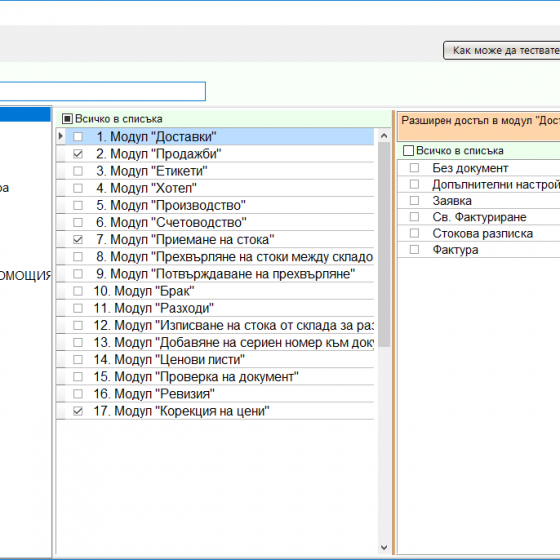 Как може да тествате
Всичко в списъка
1. Модул "Доставки"
2. Модул "Продажби"
3. Модул "Етикети"
4. Модул "Хотел"
5. Модул "Производство"
6. Модул "Счетоводство"
7. Модул "Приемане на стока"
8. Модул "Прехвърляне на стоки между складо
9. Модул "Потвърждаване на прехвърляне"
10. Модул "Брак"
11. Модул "Разходи"
12. Модул "Изписване на стока от склада за раз
13. Модул "Добавяне на сериен номер към доку
14. Модул "Ценови листи"
15. Модул "Проверка на документ"
16. Модул "Ревизия"
17. Модул "Корекция на цени"
ра
ОМОЩИЯ
Разширен достъп в модул "Дост
Всичко в списъка
Без документ
Допълнителни настрой
Заявка
Св. Фактуриране
Стокова разписка
Фактура